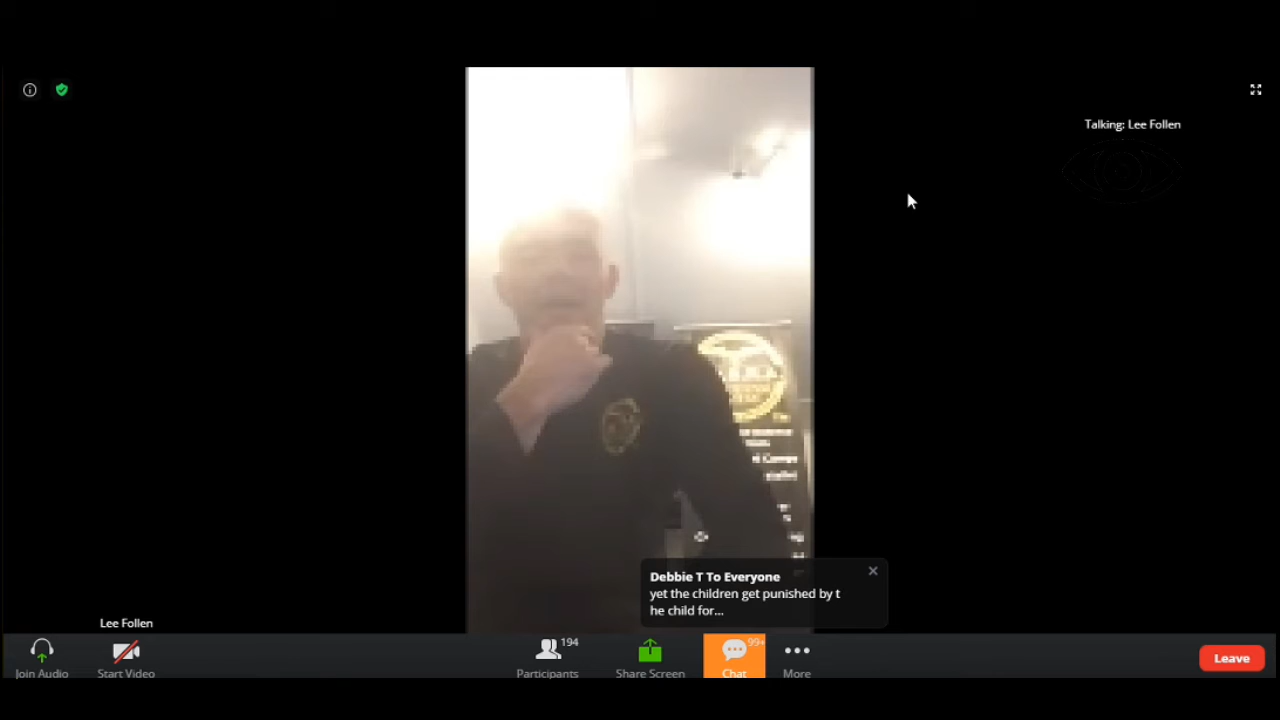 Talking: Lee Follen
Debbie T To Everyone
yet the children get punished by t
he child for...
Lee Follen
Join Audio
Start Video
194
Participants
Share Screen
99+
Chat
More
Leave